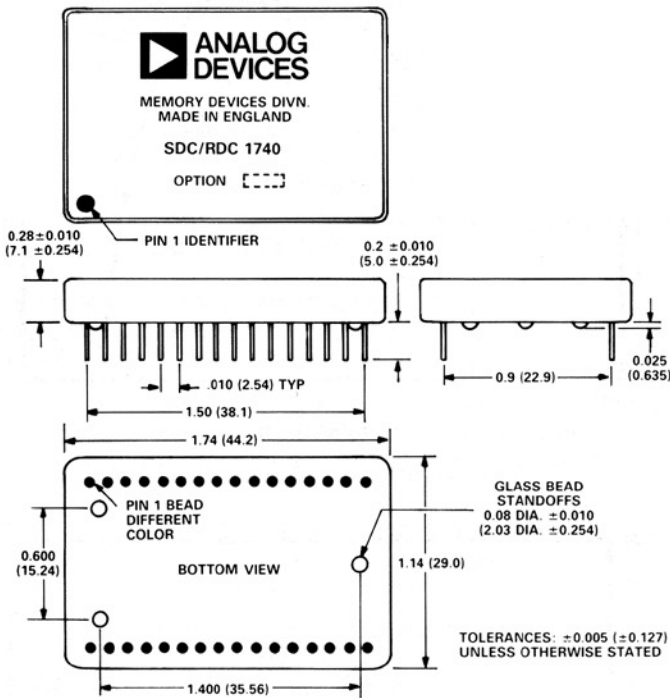 ANALOG
DEVICES
MEMORY DEVICES DIVN.
MADE IN ENGLAND
SDC/RDC 1740
OPTION
PIN 1 IDENTIFIER
0.28±0.010
(7.1 ±0.254)
0.2 ±0.010
(5.0 ±0.254)
.010 (2.54) TYP
1.50 (38.1)
1.74 (44.2)
0.9 (22.9)
0.025
(0.635)
PIN 1 BEAD
DIFFERENT
COLOR
0.600
(15.24)
BOTTOM VIEW
GLASS BEAD
STANDOFFS
0.08 DIA. ±0.010
(2.03 DIA. ±0.254)
1.14 (29.0)
1.400 (35.56)
TOLERANCES: ±0.005 (±0.127)
UNLESS OTHERWISE STATED